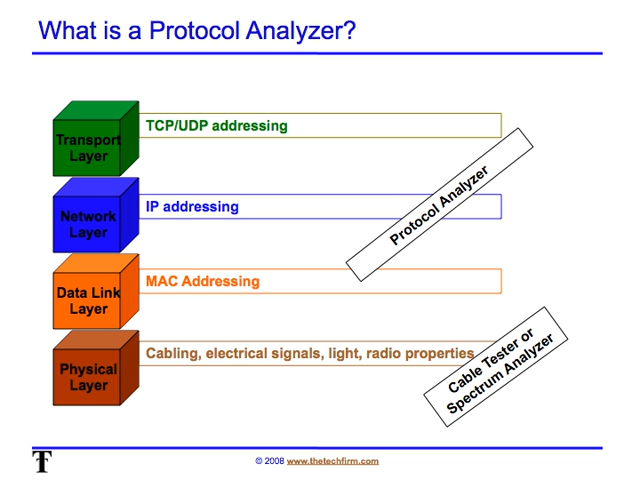 What is a Protocol Analyzer?
Transport
Layer
TCP/UDP addressing
Network
Layer
IP addressing
Protocol Analyzer
Data Link
Layer
MAC Addressing
Physical
Layer
Cabling, electrical signals, light, radio properties
Cable Tester or
Spectrum Analyzer
TT
© 2008 www.thetechfirm.com